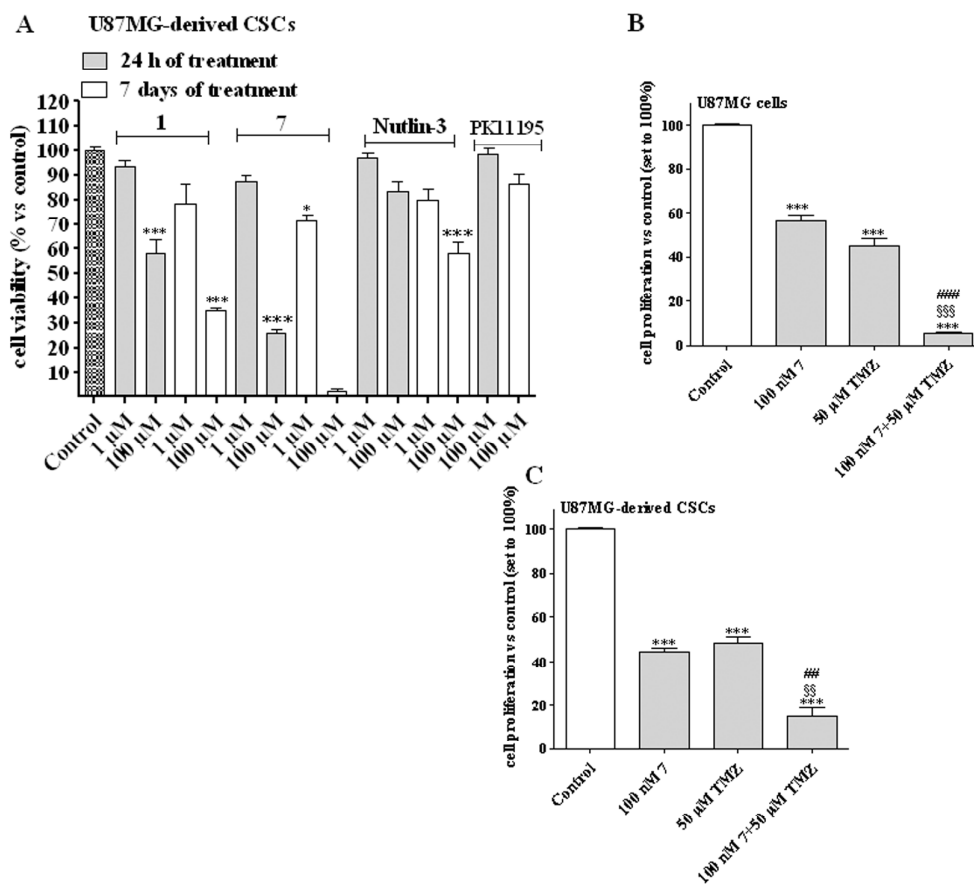 A
U87MG-derived CSCs
24 h of treatment
7 days of treatment
cell viability (% vs control)
120
110
100
90
80
70
60
50
40
30
20
10
1
7
Nutlin-3
PK11195
***
***
***
*
***
Control
1 µM
100 µM
1 µM
100 µM
1 µM
100 µM
1 µM
100 µM
1 µM
100 µM
1 µM
100 µM
100 µM
100 µM
B
U87MG cells
cell proliferation vs control (set to 100%)
100
80
60
40
20
0
***
***
###
§§§
***
Control
100 nM 7
50 µM TMZ
100 nM 7+50 µM TMZ
C
U87MG-derived CSCs
cell proliferation vs control (set to 100%)
100
80
60
40
20
0
***
***
##
§§
***
Control
100 nM 7
50 µM TMZ
100 nM 7+50 µM TMZ